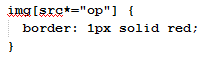 img[src*="op"] {
  border: 1px solid red;
}